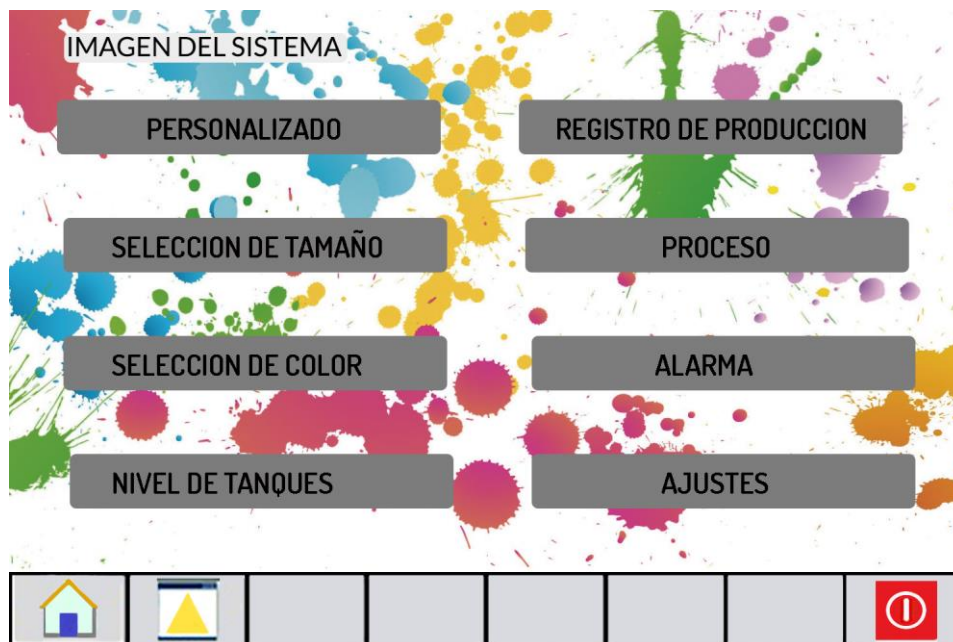 IMAGEN DEL SISTEMA
PERSONALIZADO
REGISTRO DE PRODUCCION
SELECCION DE TAMAÑO
PROCESO
SELECCION DE COLOR
ALARMA
NIVEL DE TANQUES
AJUSTES